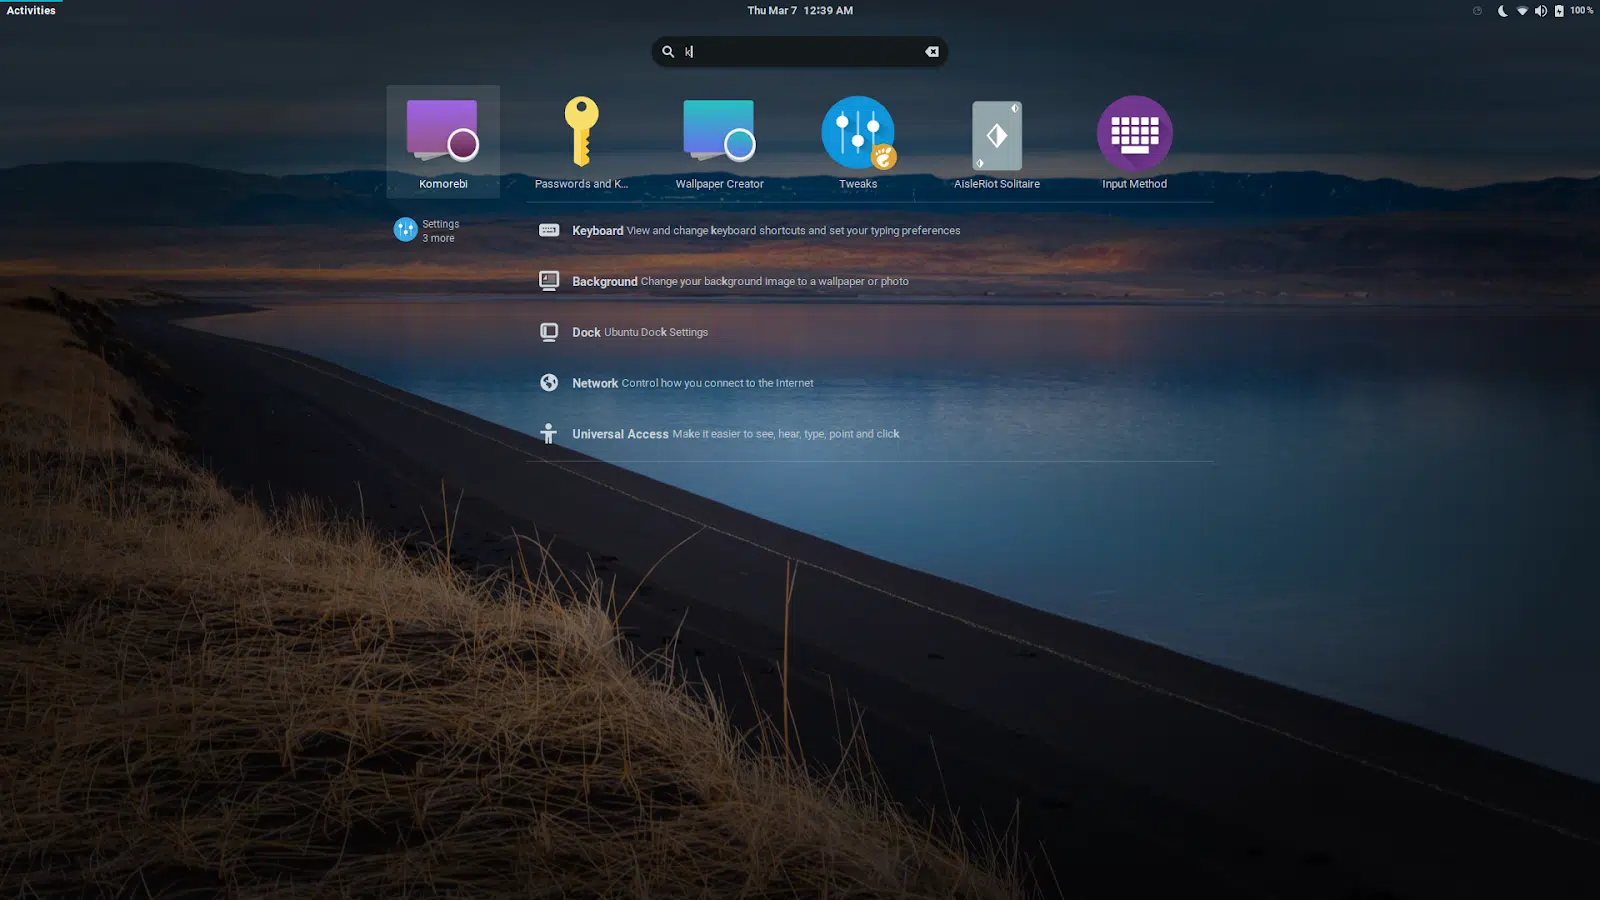 Activities
Thu Mar 7 12:39 AM
100 %
k
Komorebi
Passwords and K...
Wallpaper Creator
Tweaks
AisleRiot Solitaire
Input Method
Settings
3 more
Keyboard View and change keyboard shortcuts and set your typing preferences
Background Change your background image to a wallpaper or photo
Dock Ubuntu Dock Settings
Network Control how you connect to the Internet
Universal Access Make it easier to see, hear, type, point and click